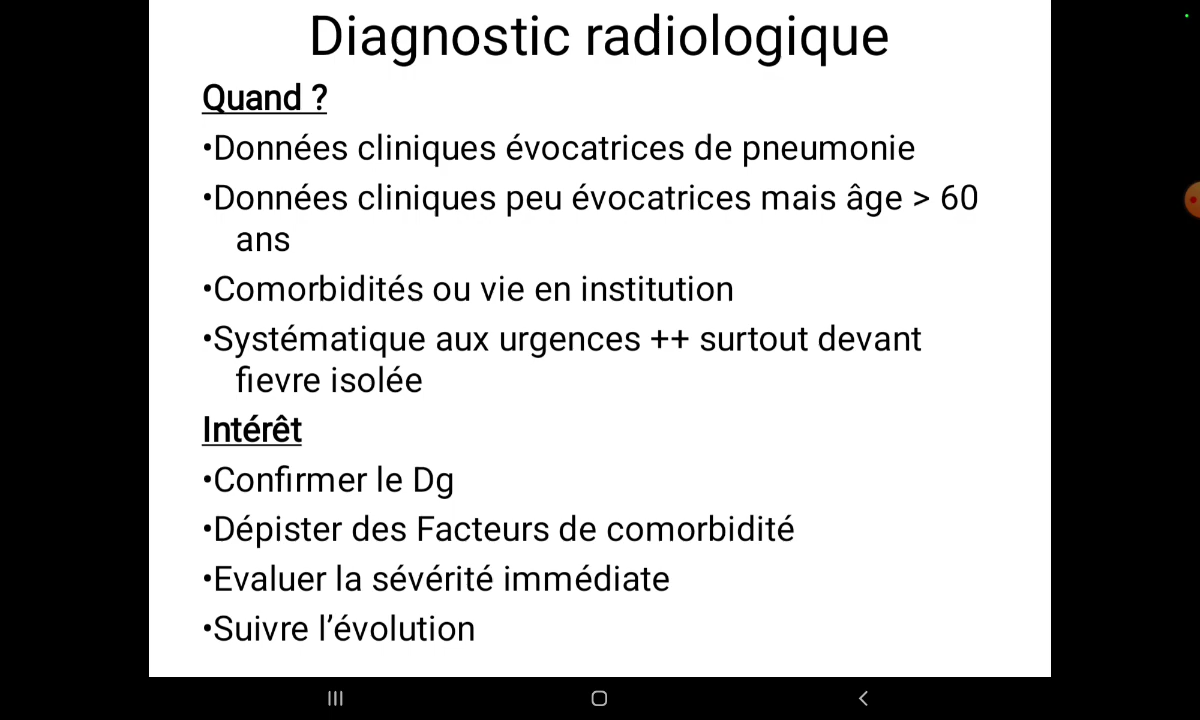 Diagnostic radiologique
Quand ?
•Données cliniques évocatrices de pneumonie
•Données cliniques peu évocatrices mais âge > 60
ans
•Comorbidités ou vie en institution
•Systématique aux urgences ++ surtout devant
fievre isolée
Intérêt
•Confirmer le Dg
•Dépister des Facteurs de comorbidité
•Evaluer la sévérité immédiate
•Suivre l’évolution